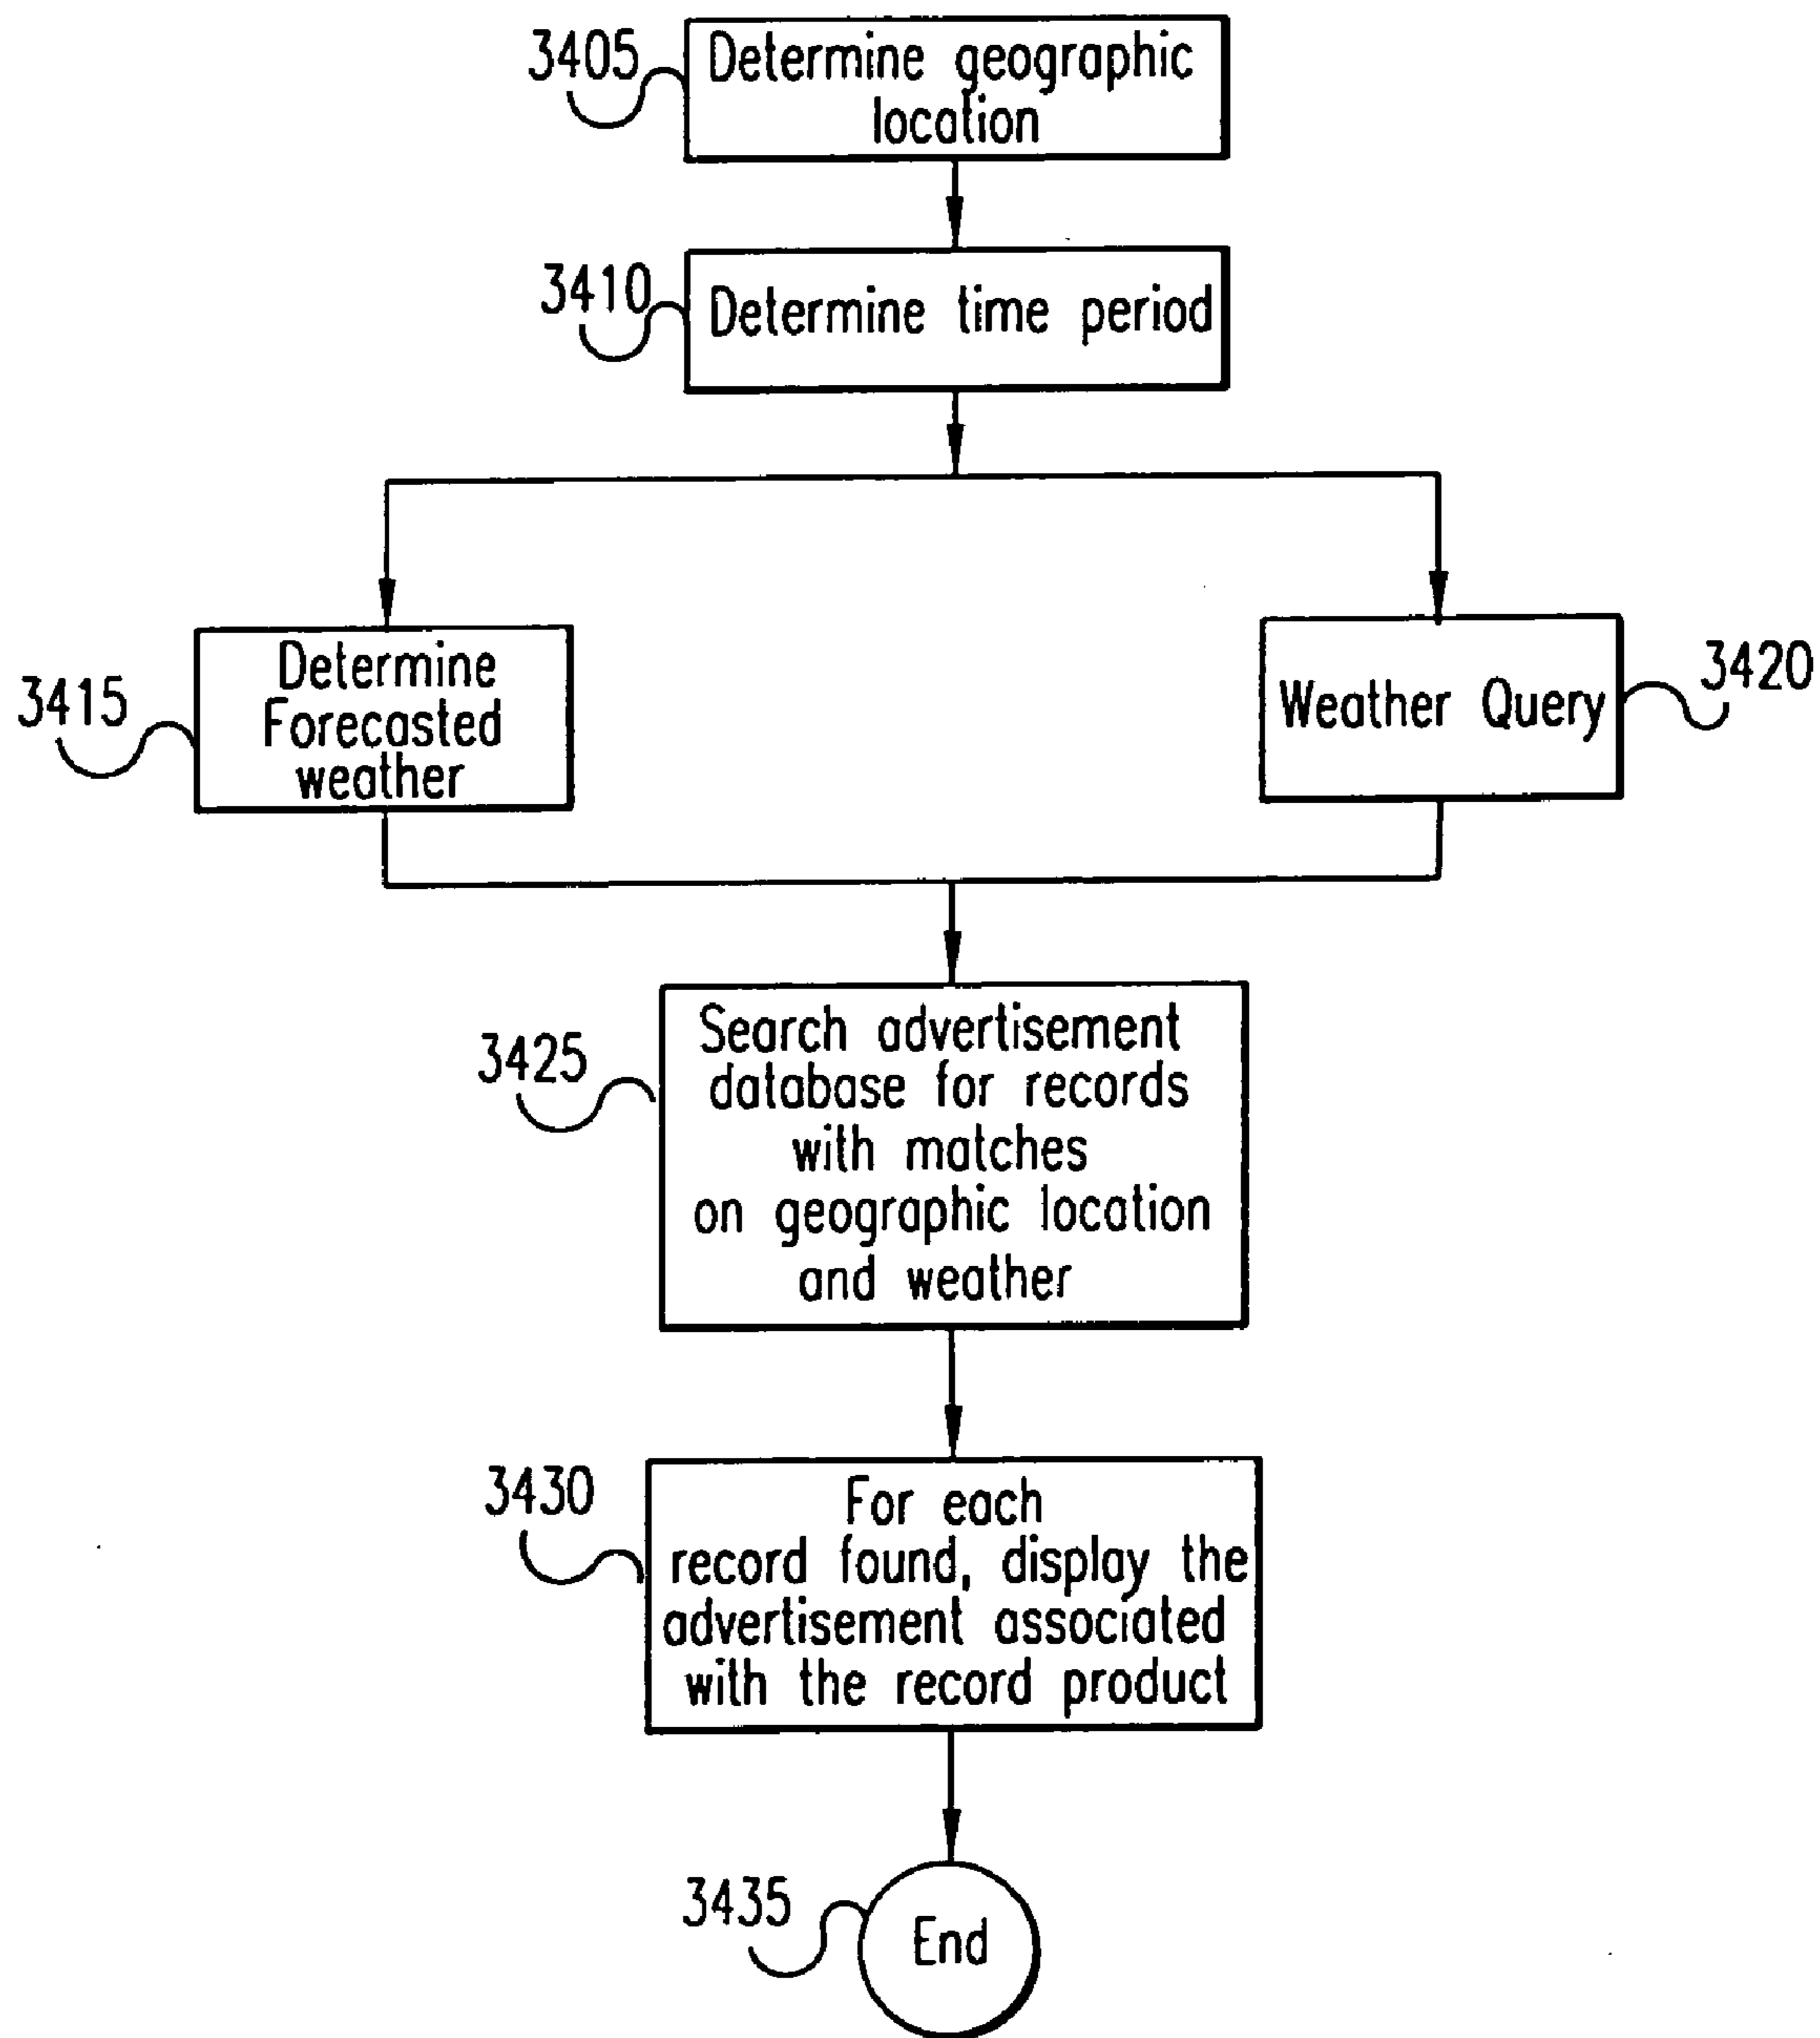 3405
Determine geographic
location
3410
Determine time period
3415
Determine
Forecasted
weather
Weather Query
3420
3425
Search advertisement
database for records
with matches
on geographic location
and weather
3430
For each
record found, display the
advertisement associated
with the record product
3435
End